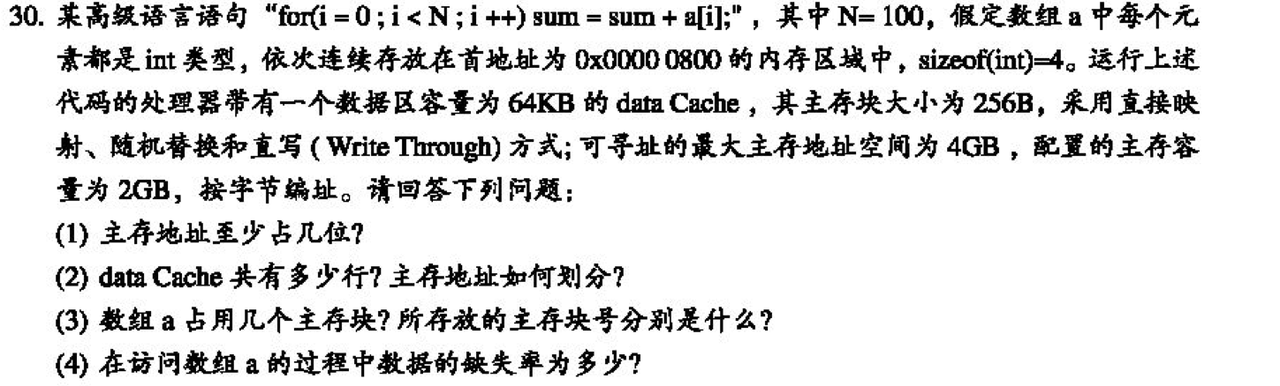 30. 某高级语言语句“for(i = 0 ; i < N ; i ++) sum = sum + a[i];”，其中 N= 100，假定数组 a 中每个元
素都是 int 类型，依次连续存放在首地址为 0x0000 0800 的内存区域中，sizeof(int)=4。运行上述
代码的处理器带有一个数据区容量为 64KB 的 data Cache ，其主存块大小为 256B，采用直接映
射、随机替换和直写 ( Write Through) 方式; 可寻址的最大主存地址空间为 4GB ，配置的主存容
量为 2GB，按字节编址。请回答下列问题：
(1) 主存地址至少占几位?
(2) data Cache 共有多少行? 主存地址如何划分?
(3) 数组 a 占用几个主存块? 所存放的主存块号分别是什么?
(4) 在访问数组 a 的过程中数据的缺失率为多少?